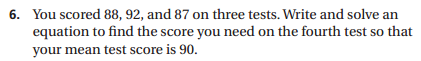 6. You scored 88, 92, and 87 on three tests. Write and solve an
equation to find the score you need on the fourth test so that
your mean test score is 90.